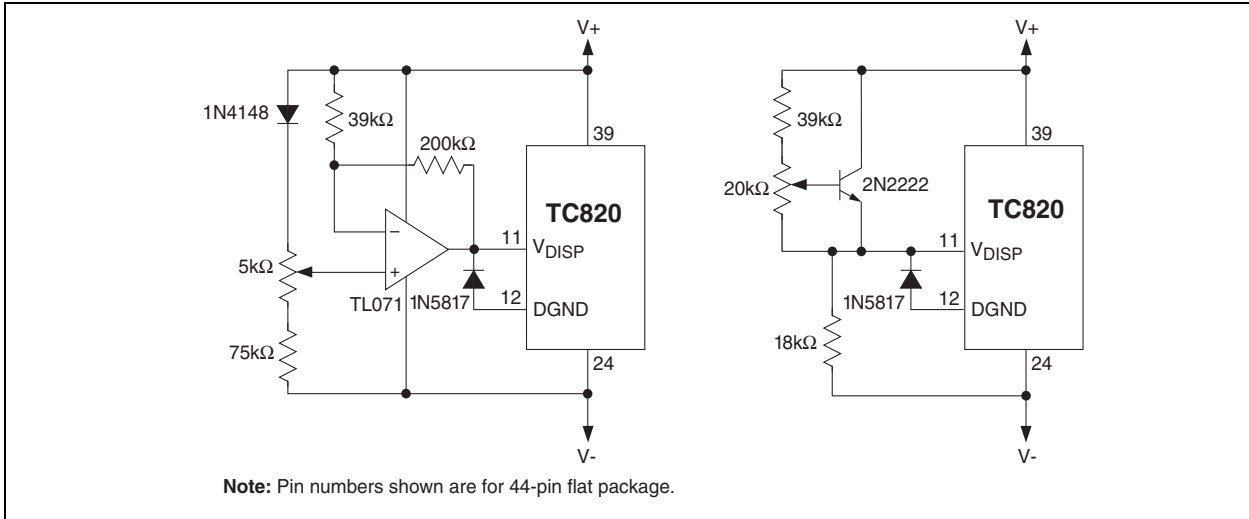 V+
1N4148
39kΩ
200kΩ
39
TC820
11
VDISP
5kΩ
TL071
1N5817
12
DGND
75kΩ
24
V-
V+
39kΩ
39
20kΩ
2N2222
TC820
11
VDISP
1N5817
12
DGND
18kΩ
24
V-
−
+
Note: Pin numbers shown are for 44-pin flat package.